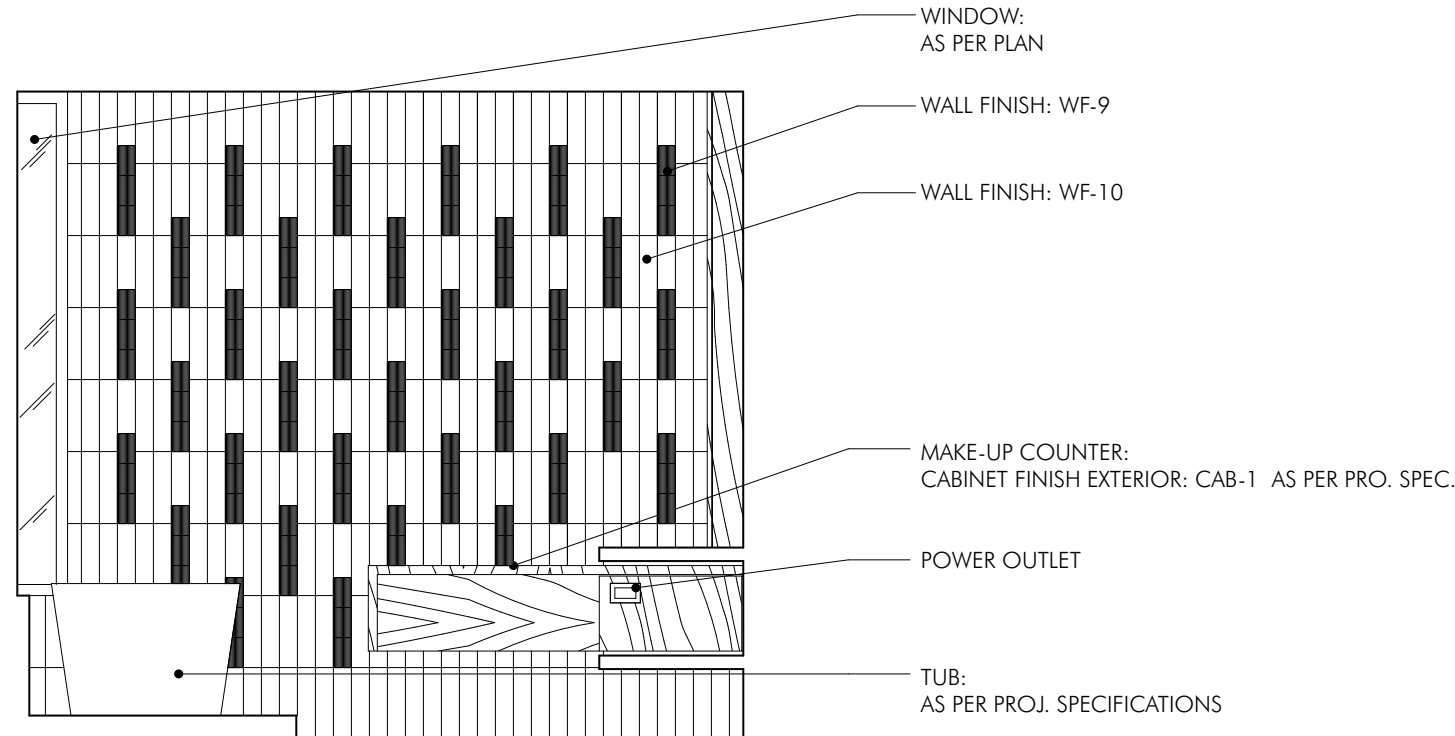 WINDOW:
AS PER PLAN
WALL FINISH: WF-9
WALL FINISH: WF-10
MAKE-UP COUNTER:
CABINET FINISH EXTERIOR: CAB-1 AS PER PRO. SPEC.
POWER OUTLET
TUB:
AS PER PROJ. SPECIFICATIONS